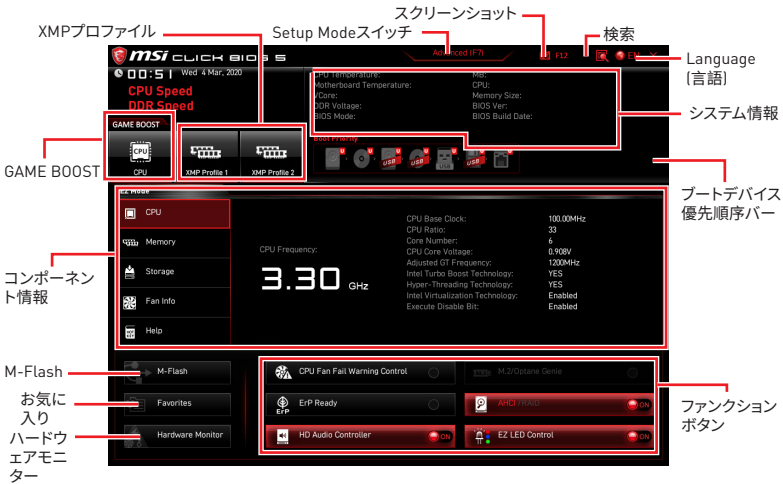 スクリーンショット
XMPプロファイル
Setup Modeスイッチ
検索
Language
(言語)
システム情報
GAME BOOST
ブートデバイス
優先順序バー
コンポーネン
ト情報
M-Flash
お気に
入り
ハードウ
ェアモニ
ター
ファンクション
ボタン
msi CLICK BIOS 5
Advanced (F7)
F12
EN
00:51 Wed 4 Mar, 2020
CPU Speed
DDR Speed
CPU Temperature:
Motherboard Temperature:
VCore:
DDR Voltage:
BIOS Mode:
MB:
CPU:
Memory Size:
BIOS Ver:
BIOS Build Date:
GAME BOOST
CPU
CPU
XMP Profile 1
XMP Profile 2
Boot Priority
U U U U U U U
USB USB USB USB
EZ Mode
CPU
Memory
Storage
Fan Info
Help
CPU Frequency:
3.30 GHz
CPU Base Clock: 100.00MHz
CPU Ratio: 33
Core Number: 6
CPU Core Voltage: 0.908V
Adjusted GT Frequency: 1200MHz
Intel Turbo Boost Technology: YES
Hyper-Threading Technology: YES
Intel Virtualization Technology: Enabled
Execute Disable Bit: Enabled
M-Flash
Favorites
Hardware Monitor
CPU Fan Fail Warning Control
M.2/Optane Genie
ErP
ErP Ready
AHCI /RAID ON
HD Audio Controller ON
EZ LED Control ON